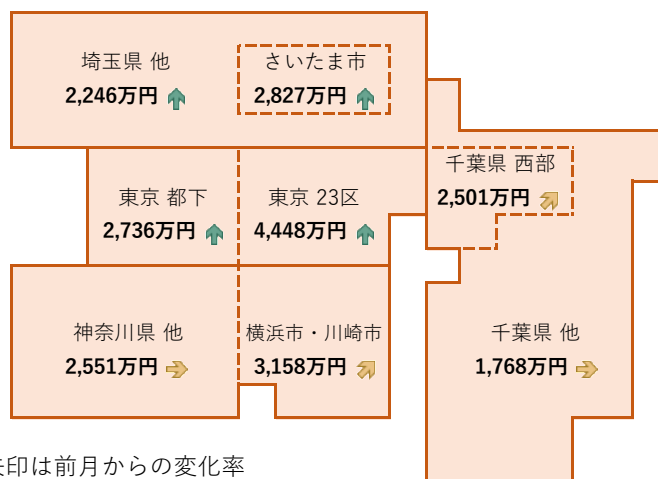 埼玉県 他
2,246万円
さいたま市
2,827万円
千葉県 西部
2,501万円
東京 都下
2,736万円
東京 23区
4,448万円
神奈川県 他
2,551万円
横浜市・川崎市
3,158万円
千葉県 他
1,768万円
矢印は前月からの変化率